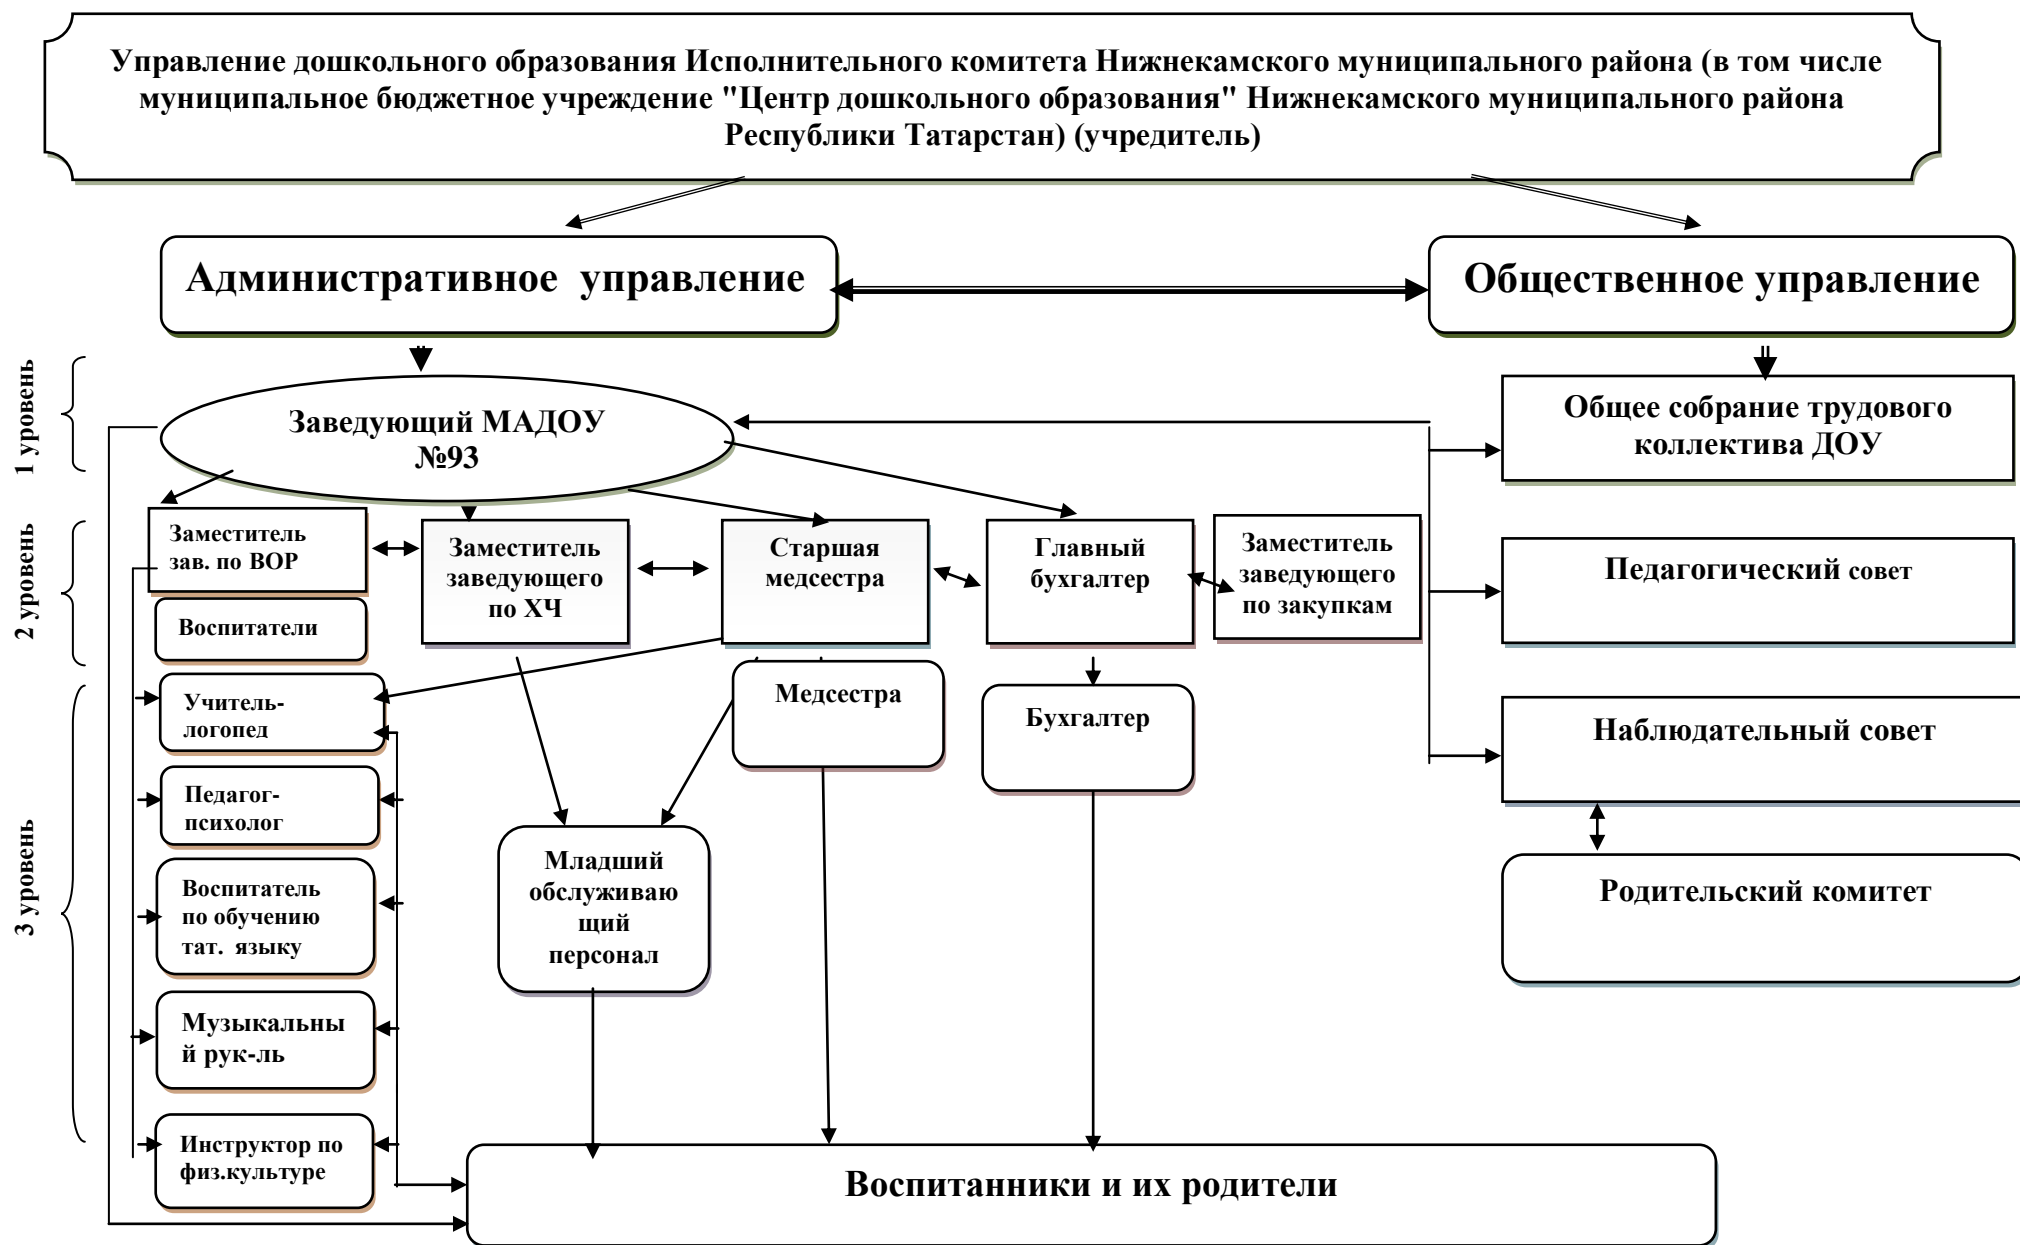 Управление дошкольного образования Исполнительного комитета Нижнекамского муниципального района (в том числе
муниципальное бюджетное учреждение "Центр дошкольного образования" Нижнекамского муниципального района
Республики Татарстан) (учредитель)
Административное управление
Общественное управление
1 уровень
Заведующий МАДОУ
№93
Общее собрание трудового
коллектива ДОУ
2 уровень
Заместитель
зав. по ВОР
Заместитель
заведующего
по ХЧ
Старшая
медсестра
Главный
бухгалтер
Заместитель
заведующего
по закупкам
Педагогический совет
Воспитатели
3 уровень
Учитель-
логопед
Медсестра
Бухгалтер
Наблюдательный совет
Педагог-
психолог
Младший
обслуживаю
щий
персонал
Родительский комитет
Воспитатель
по обучению
тат. языку
Музыкальны
й рук-ль
Инструктор по
физ.культуре
Воспитанники и их родители